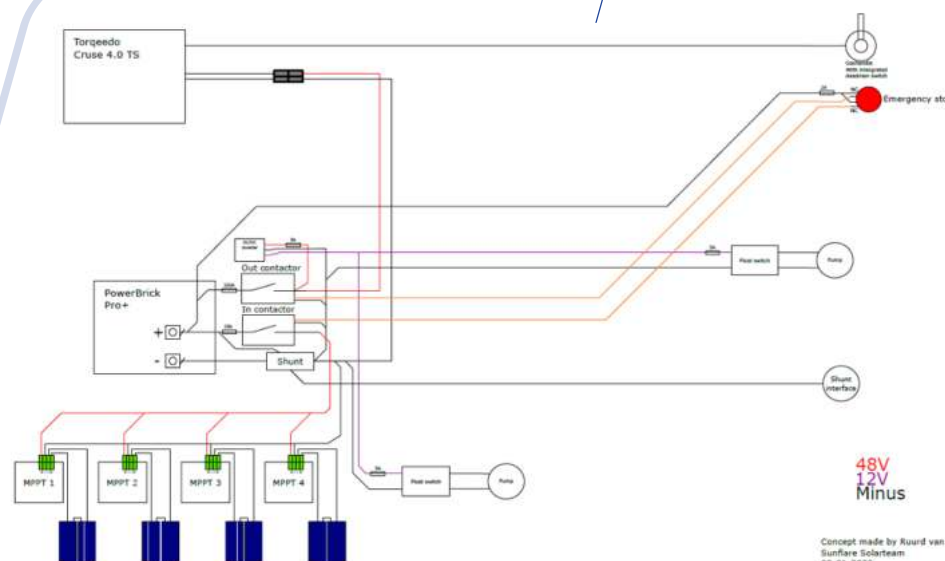 Torqeedo
Cruse 4.0 TS
With integrated
Emergency sto
Out contactor
In contactor
PowerBrick
Pro+
+
-
Shunt
Float switch
Pump
Shunt
interface
MPPT 1
MPPT 2
MPPT 3
MPPT 4
Float switch
Pump
48V
12V
Minus
Concept made by Ruurd van
Sunflare Solarteam